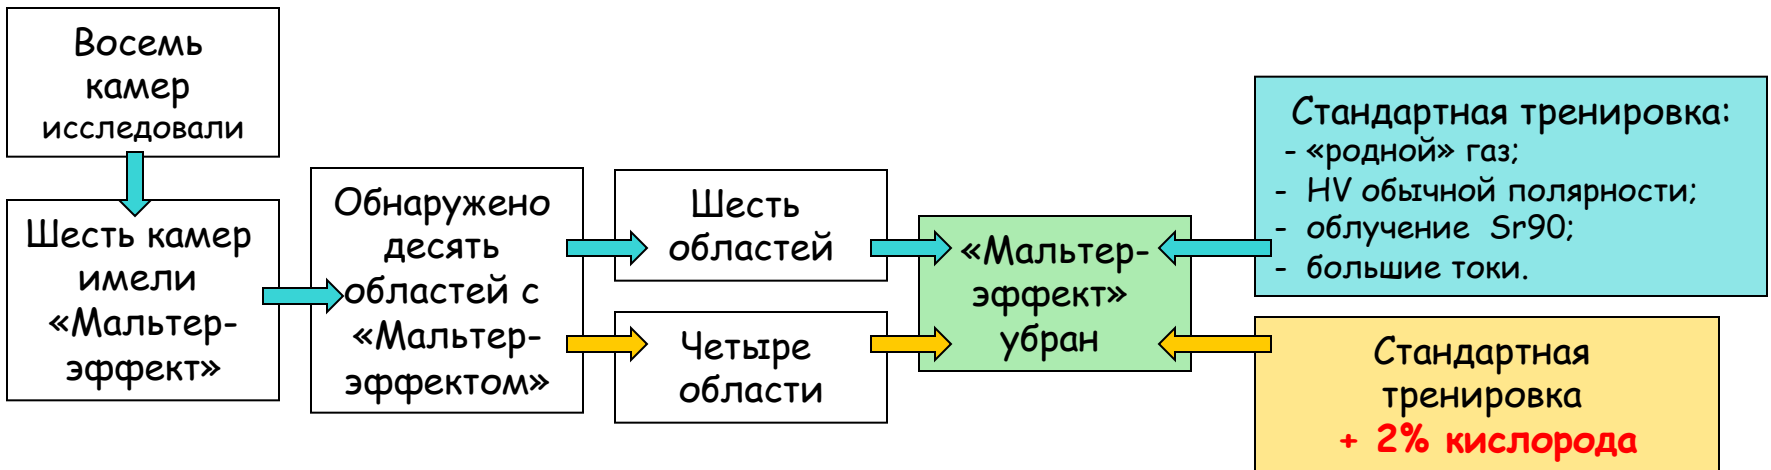 Восемь
камер
исследовали
Шесть камер
имели
«Мальтер-
эффект»
Обнаружено
десять
областей с
«Мальтер-
эффектом»
Шесть
областей
Четыре
области
«Мальтер-
эффект»
убран
Стандартная тренировка:
- «родной» газ;
- HV обычной полярности;
- облучение Sr90;
- большие токи.
Стандартная
тренировка
+ 2% кислорода